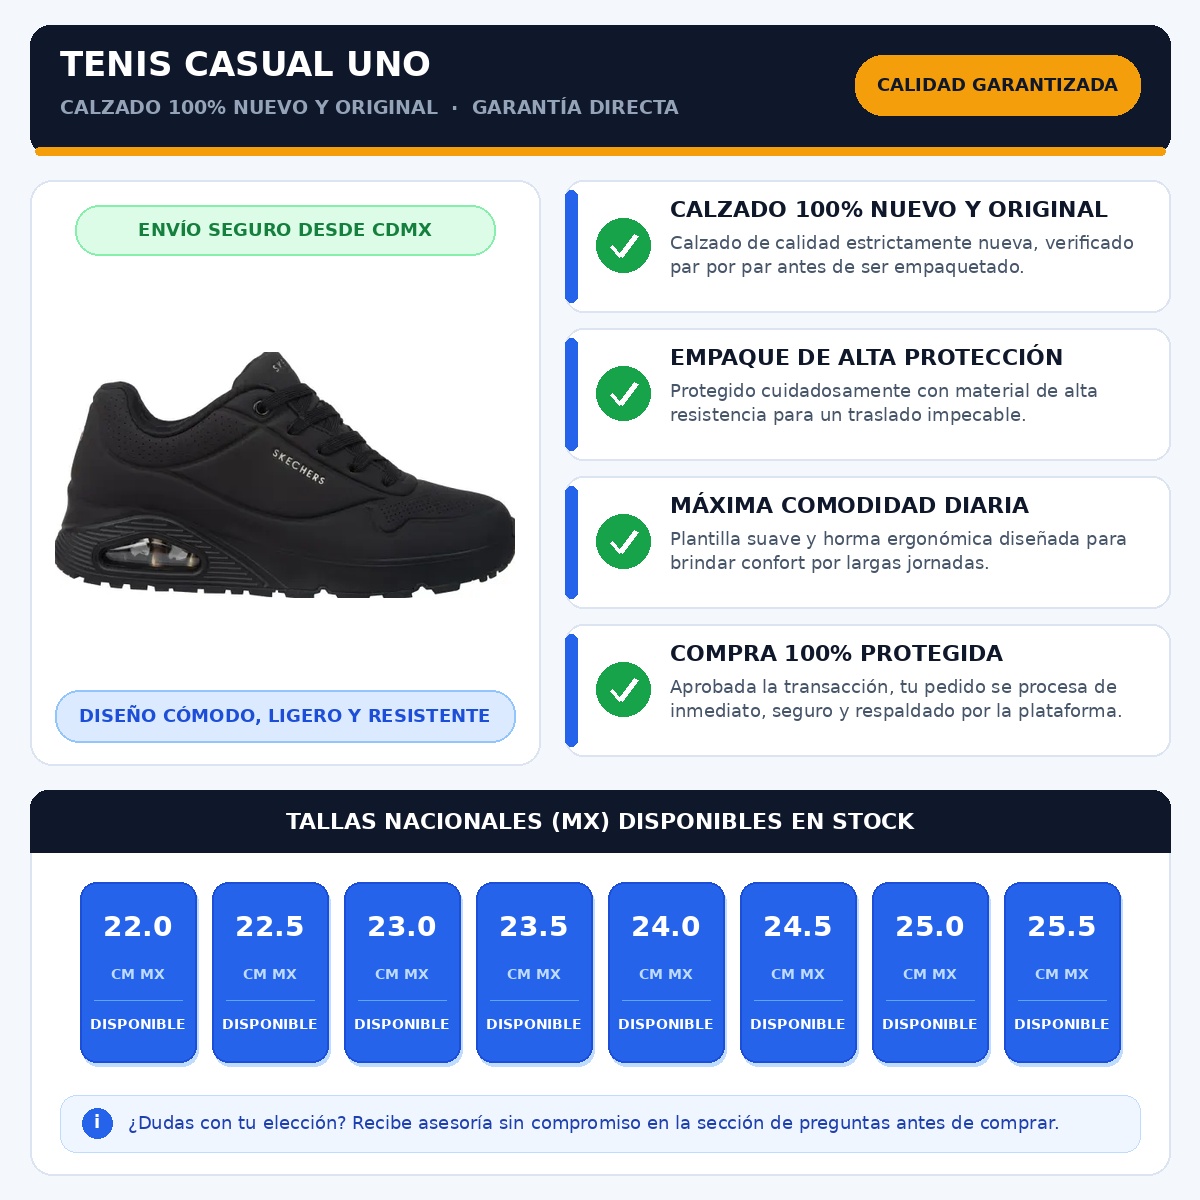 TENIS CASUAL UNO
CALZADO 100% NUEVO Y ORIGINAL · GARANTÍA DIRECTA
CALIDAD GARANTIZADA
ENVÍO SEGURO DESDE CDMX
SKECHERS
DISEÑO CÓMODO, LIGERO Y RESISTENTE
CALZADO 100% NUEVO Y ORIGINAL
Calzado de calidad estrictamente nueva, verificado
par por par antes de ser empaquetado.
EMPAQUE DE ALTA PROTECCIÓN
Protegido cuidadosamente con material de alta
resistencia para un traslado impecable.
MÁXIMA COMODIDAD DIARIA
Plantilla suave y horma ergonómica diseñada para
brindar confort por largas jornadas.
COMPRA 100% PROTEGIDA
Aprobada la transacción, tu pedido se procesa de
inmediato, seguro y respaldado por la plataforma.
TALLAS NACIONALES (MX) DISPONIBLES EN STOCK
22.0 22.5 23.0 23.5 24.0 24.5 25.0 25.5
CM MX CM MX CM MX CM MX CM MX CM MX CM MX CM MX
DISPONIBLE DISPONIBLE DISPONIBLE DISPONIBLE DISPONIBLE DISPONIBLE DISPONIBLE DISPONIBLE
i ¿Dudas con tu elección? Recibe asesoría sin compromiso en la sección de preguntas antes de comprar.